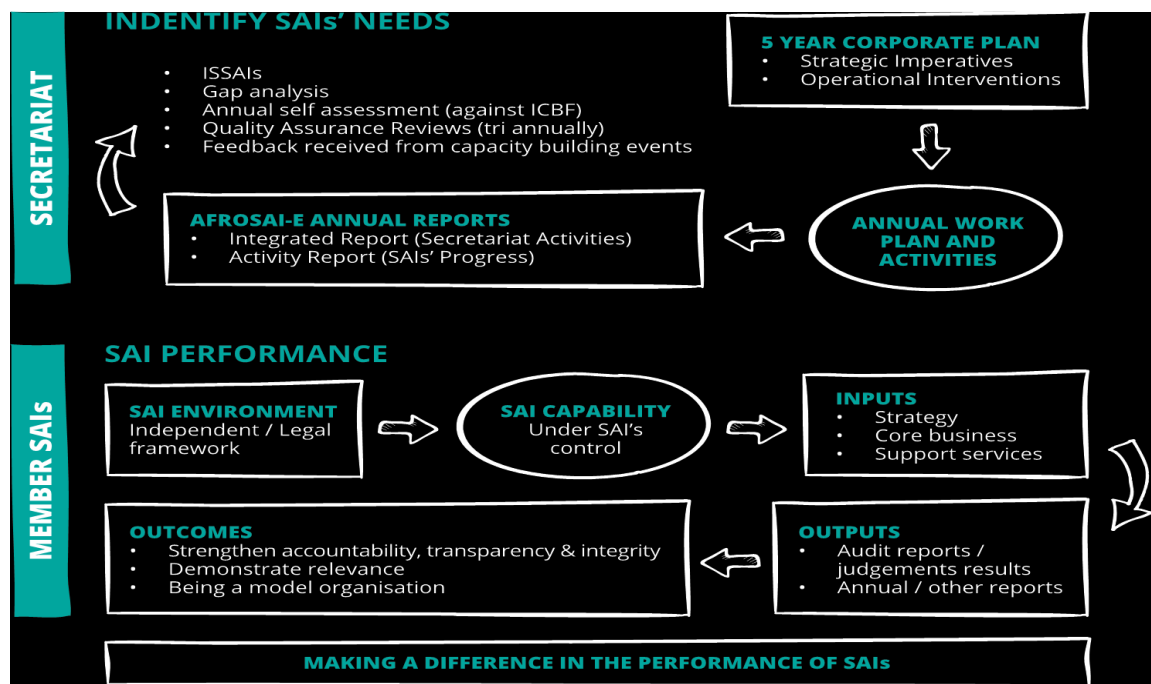 SECRETARIAT
INDENTIFY SAIs' NEEDS
• ISSAIs
• Gap analysis
• Annual self assessment (against ICBF)
• Quality Assurance Reviews (tri annually)
• Feedback received from capacity building events
5 YEAR CORPORATE PLAN
• Strategic Imperatives
• Operational Interventions
ANNUAL WORK
PLAN AND
ACTIVITIES
AFROSAI-E ANNUAL REPORTS
• Integrated Report (Secretariat Activities)
• Activity Report (SAIs' Progress)
MEMBER SAIs
SAI PERFORMANCE
SAI ENVIRONMENT
Independent / Legal
framework
SAI CAPABILITY
Under SAI's
control
INPUTS
• Strategy
• Core business
• Support services
OUTPUTS
• Audit reports /
judgements results
• Annual / other reports
OUTCOMES
• Strengthen accountability, transparency & integrity
• Demonstrate relevance
• Being a model organisation
MAKING A DIFFERENCE IN THE PERFORMANCE OF SAIs